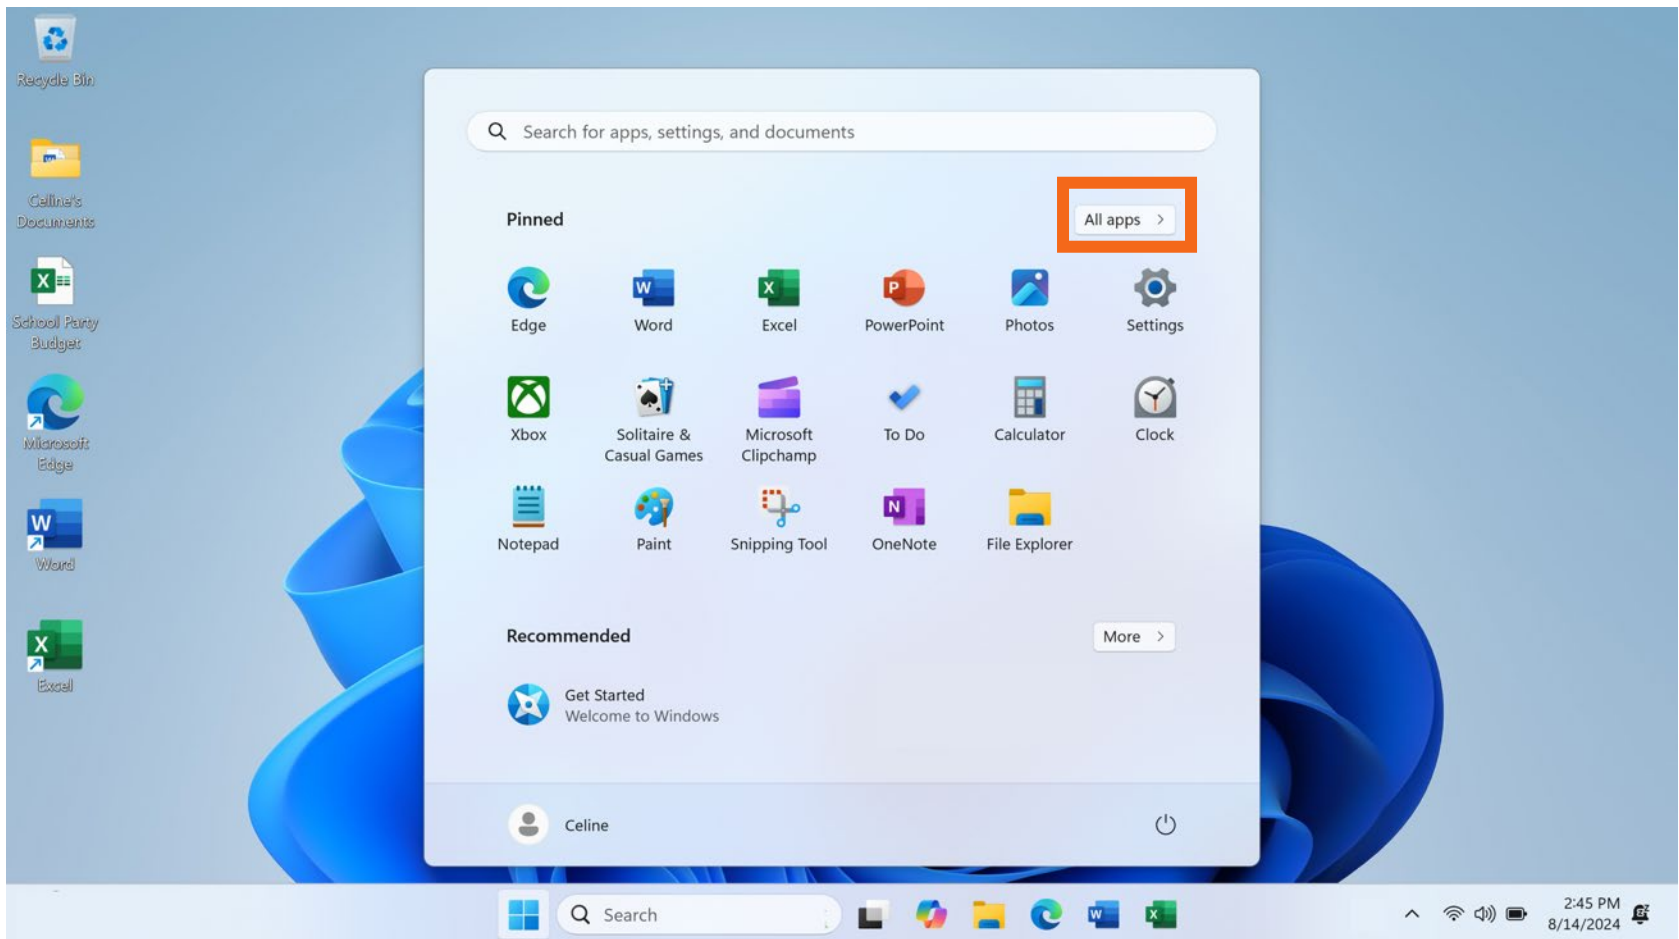 Recycle Bin
Celine's
Documents
School Party
Budget
Microsoft
Edge
Word
Excel
Search for apps, settings, and documents
Pinned
All apps
Edge
Word
Excel
PowerPoint
Photos
Settings
Xbox
Solitaire &
Casual Games
Microsoft
Clipchamp
To Do
Calculator
Clock
Notepad
Paint
Snipping Tool
OneNote
File Explorer
Recommended
More
Get Started
Welcome to Windows
Celine
Search
2:45 PM
8/14/2024